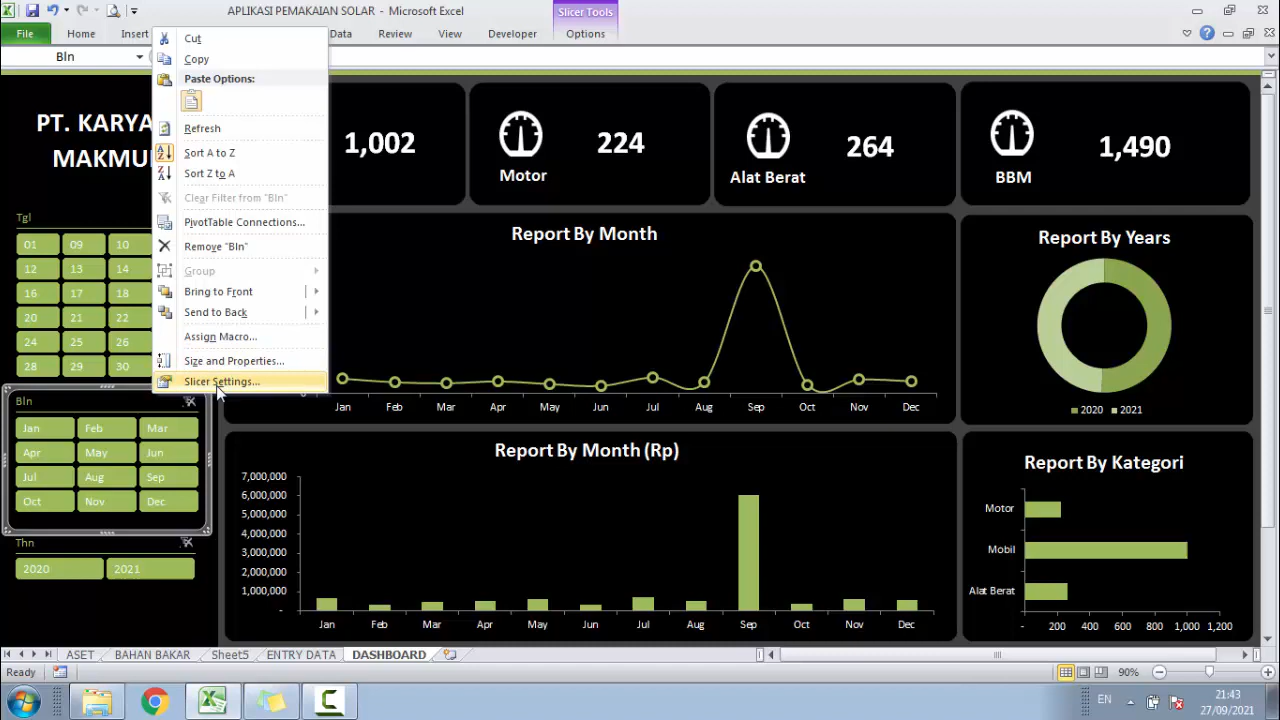 APLIKASI PEMAKAIAN SOLAR - Microsoft Excel
Slicer Tools
File
Home
Insert
Data
Review
View
Developer
Options
Bln
Cut
Copy
Paste Options:
Refresh
Sort A to Z
Sort Z to A
Clear Filter from "Bln"
PivotTable Connections...
Remove "Bln"
Group
Bring to Front
Send to Back
Assign Macro...
Size and Properties...
Slicer Settings...
PT. KARYA
MAKMU
1,002
Motor
224
Alat Berat
264
BBM
1,490
Tgl
01 09 10
12 13 14
16 17 18
20 21 22
24 25 26
28 29 30
Bln
Jan Feb Mar
Apr May Jun
Jul Aug Sep
Oct Nov Dec
Thn
2020 2021
Report By Month
Jan Feb Mar Apr May Jun Jul Aug Sep Oct Nov Dec
Report By Years
2020 2021
Report By Month (Rp)
7,000,000
6,000,000
5,000,000
4,000,000
3,000,000
2,000,000
1,000,000
-
Jan Feb Mar Apr May Jun Jul Aug Sep Oct Nov Dec
Report By Kategori
Motor
Mobil
Alat Berat
- 200 400 600 800 1,000 1,200
ASET
BAHAN BAKAR
Sheet5
ENTRY DATA
DASHBOARD
Ready
90%
EN
21:43
27/09/2021